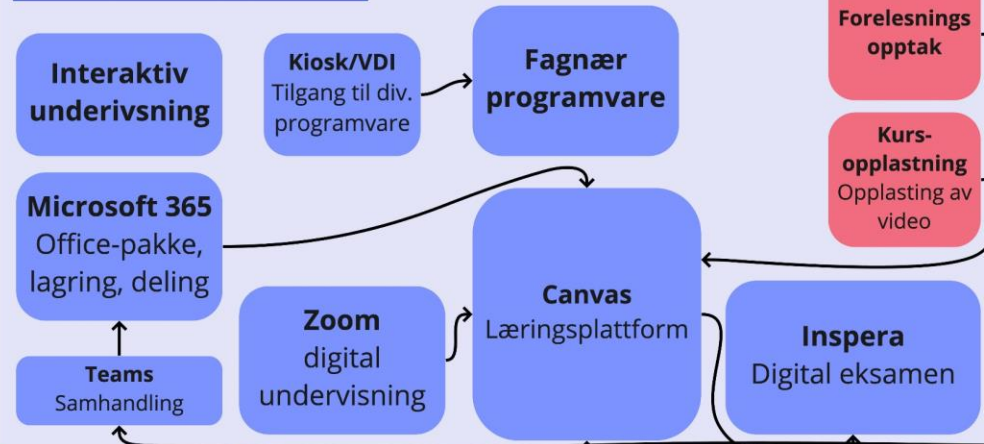 Interaktiv
underivsning
Kiosk/VDI
Tilgang til div.
programvare
Fagnær
programvare
Forelesnings
opptak
Kurs-
opplastning
Opplasting av
video
Microsoft 365
Office-pakke,
lagring, deling
Zoom
digital
undervisning
Canvas
Læringsplattform
Inspera
Digital eksamen
Teams
Samhandling